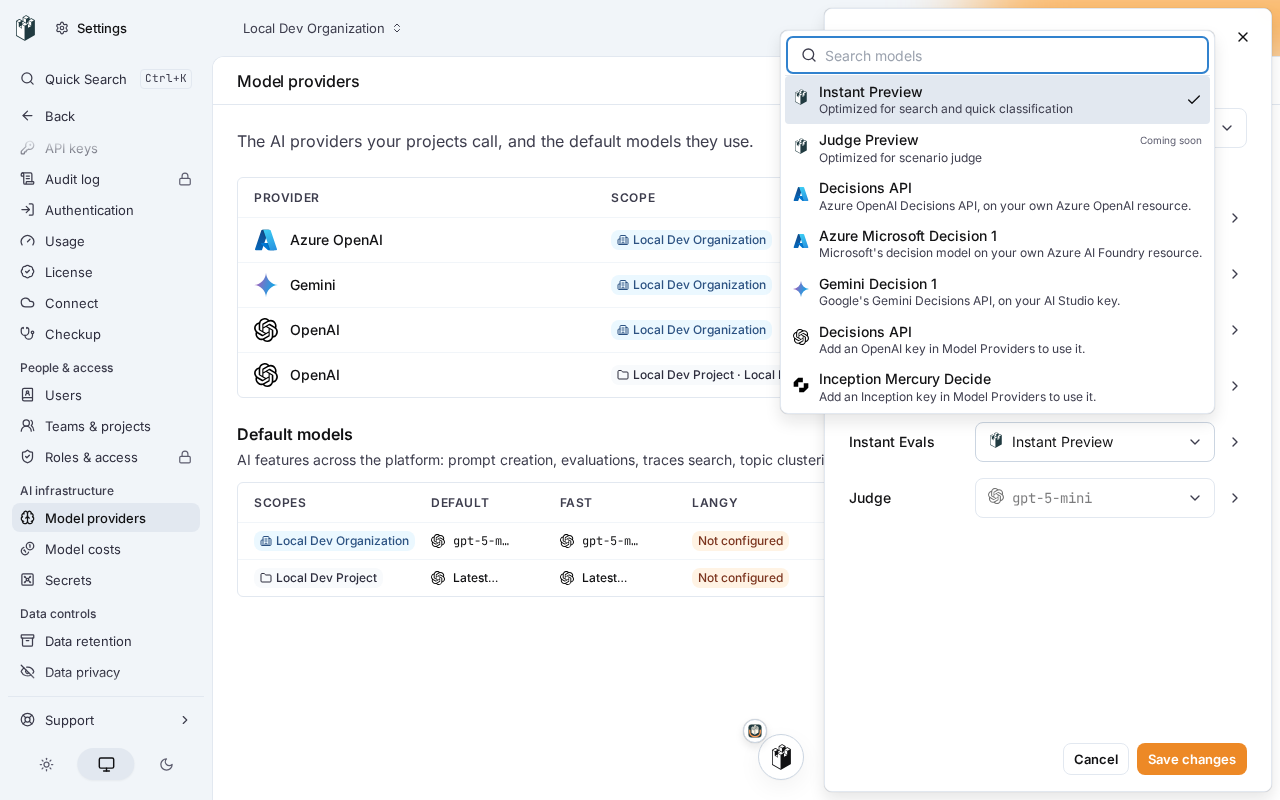 Settings
Local Dev Organization
Quick Search Ctrl+K
Back
API keys
Audit log
Authentication
Usage
License
Connect
Checkup
People & access
Users
Teams & projects
Roles & access
AI infrastructure
Model providers
Model costs
Secrets
Data controls
Data retention
Data privacy
Support
Model providers
The AI providers your projects call, and the default models they use.
PROVIDER SCOPE
Azure OpenAI Local Dev Organization
Gemini Local Dev Organization
OpenAI Local Dev Organization
OpenAI Local Dev Project · Local
Default models
AI features across the platform: prompt creation, evaluations, traces search, topic clusteri
SCOPES DEFAULT FAST LANGY
Local Dev Organization gpt-5-m… gpt-5-m… Not configured
Local Dev Project Latest… Latest… Not configured
Search models
Instant Preview
Optimized for search and quick classification
Judge Preview Coming soon
Optimized for scenario judge
Decisions API
Azure OpenAI Decisions API, on your own Azure OpenAI resource.
Azure Microsoft Decision 1
Microsoft's decision model on your own Azure AI Foundry resource.
Gemini Decision 1
Google's Gemini Decisions API, on your AI Studio key.
Decisions API
Add an OpenAI key in Model Providers to use it.
Inception Mercury Decide
Add an Inception key in Model Providers to use it.
Instant Evals Instant Preview
Judge gpt-5-mini
Cancel Save changes